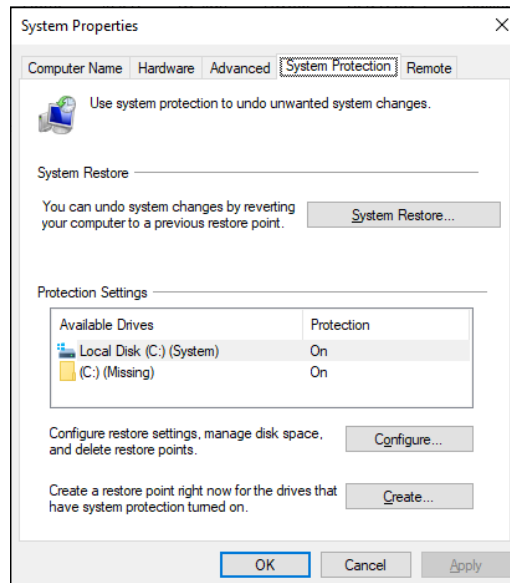 System Properties
Computer Name Hardware Advanced System Protection Remote
Use system protection to undo unwanted system changes.
System Restore
You can undo system changes by reverting
your computer to a previous restore point.
System Restore...
Protection Settings
Available Drives Protection
Local Disk (C:) (System) On
(C:) (Missing) On
Configure restore settings, manage disk space,
and delete restore points.
Configure...
Create a restore point right now for the drives that
have system protection turned on.
Create...
OK Cancel Apply